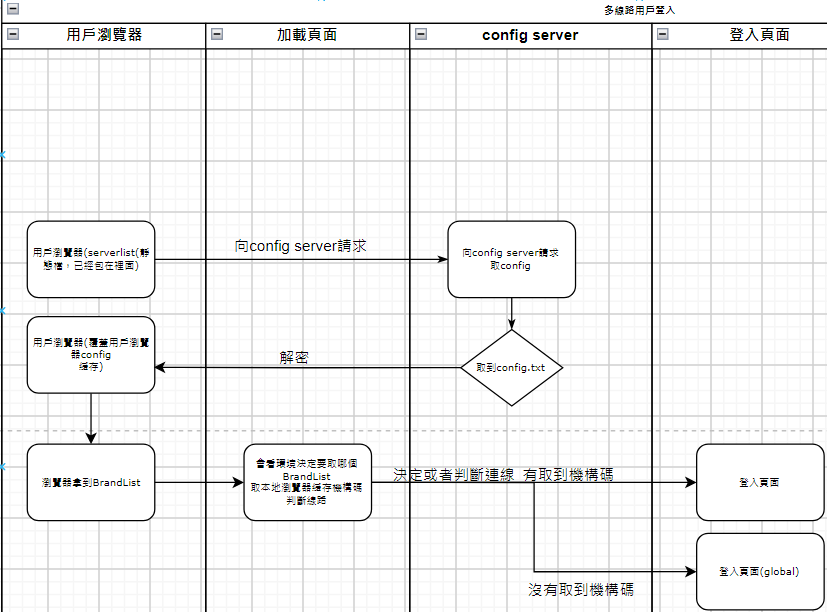 多線路用戶登入
用戶瀏覽器
加載頁面
config server
登入頁面
用戶瀏覽器(serverlist(靜
態檔，已經包在裡面)
向config server請求
向config server請求
取config
用戶瀏覽器(覆蓋用戶瀏覽
器config
緩存)
解密
取到config.txt
瀏覽器拿到BrandList
會看環境決定要取哪個
BrandList
取本地瀏覽器緩存機構碼
判斷線路
決定或者判斷連線 有取到機構碼
登入頁面
登入頁面(global)
沒有取到機構碼